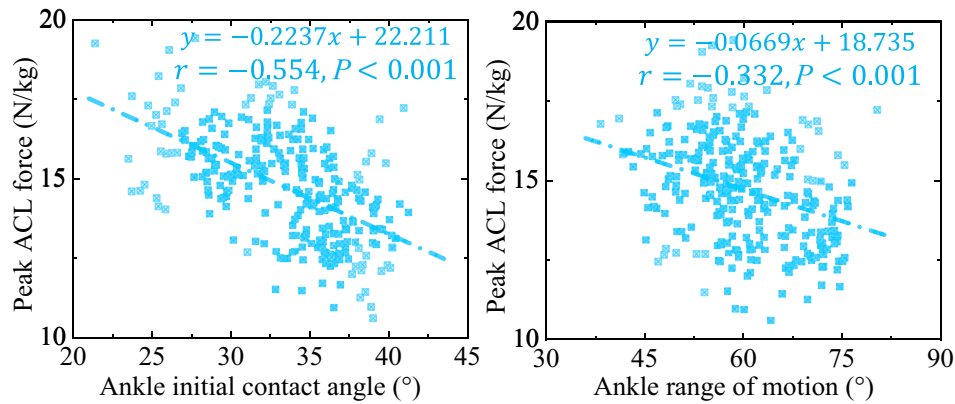 y = −0.2237x + 22.211
r = −0.554, P < 0.001
Peak ACL force (N/kg)
20
15
10
20 25 30 35 40 45
Ankle initial contact angle (°)
y = −0.0669x + 18.735
r = −0.332, P < 0.001
Peak ACL force (N/kg)
20
15
10
30 45 60 75 90
Ankle range of motion (°)